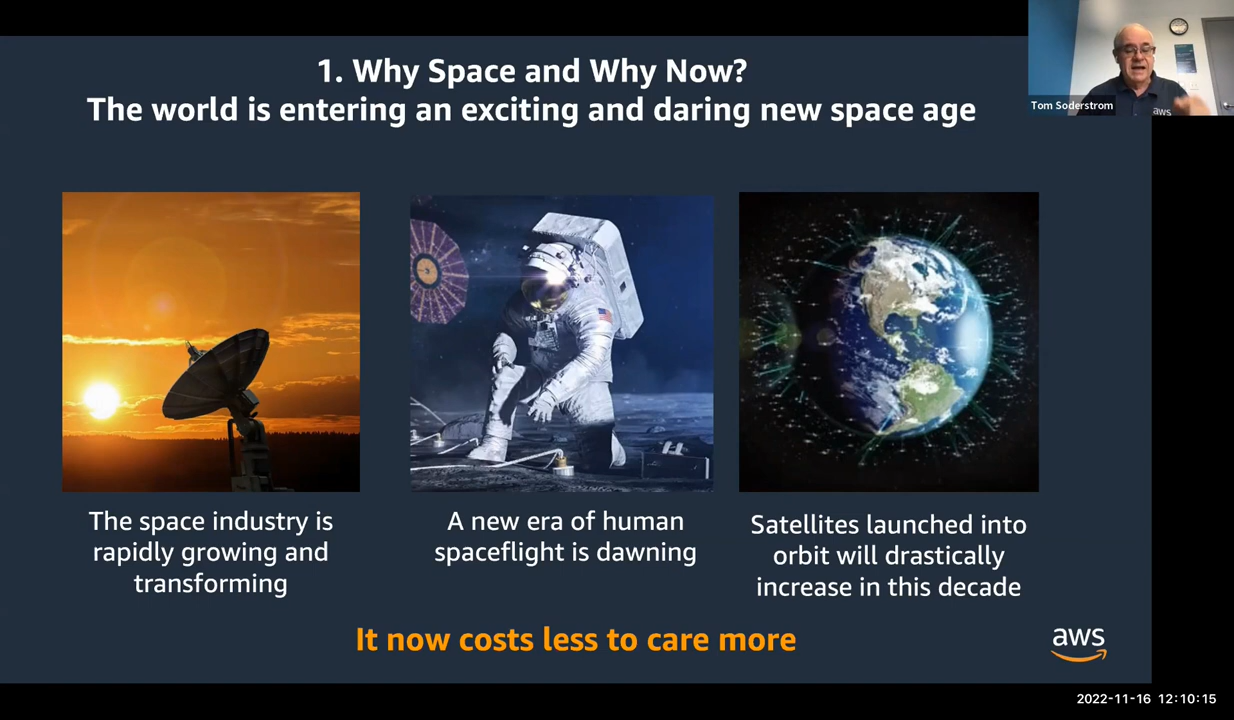 1. Why Space and Why Now?
The world is entering an exciting and daring new space age
Tom Soderstrom
aws
The space industry is
rapidly growing and
transforming
A new era of human
spaceflight is dawning
Satellites launched into
orbit will drastically
increase in this decade
It now costs less to care more
aws
2022-11-16 12:10:15